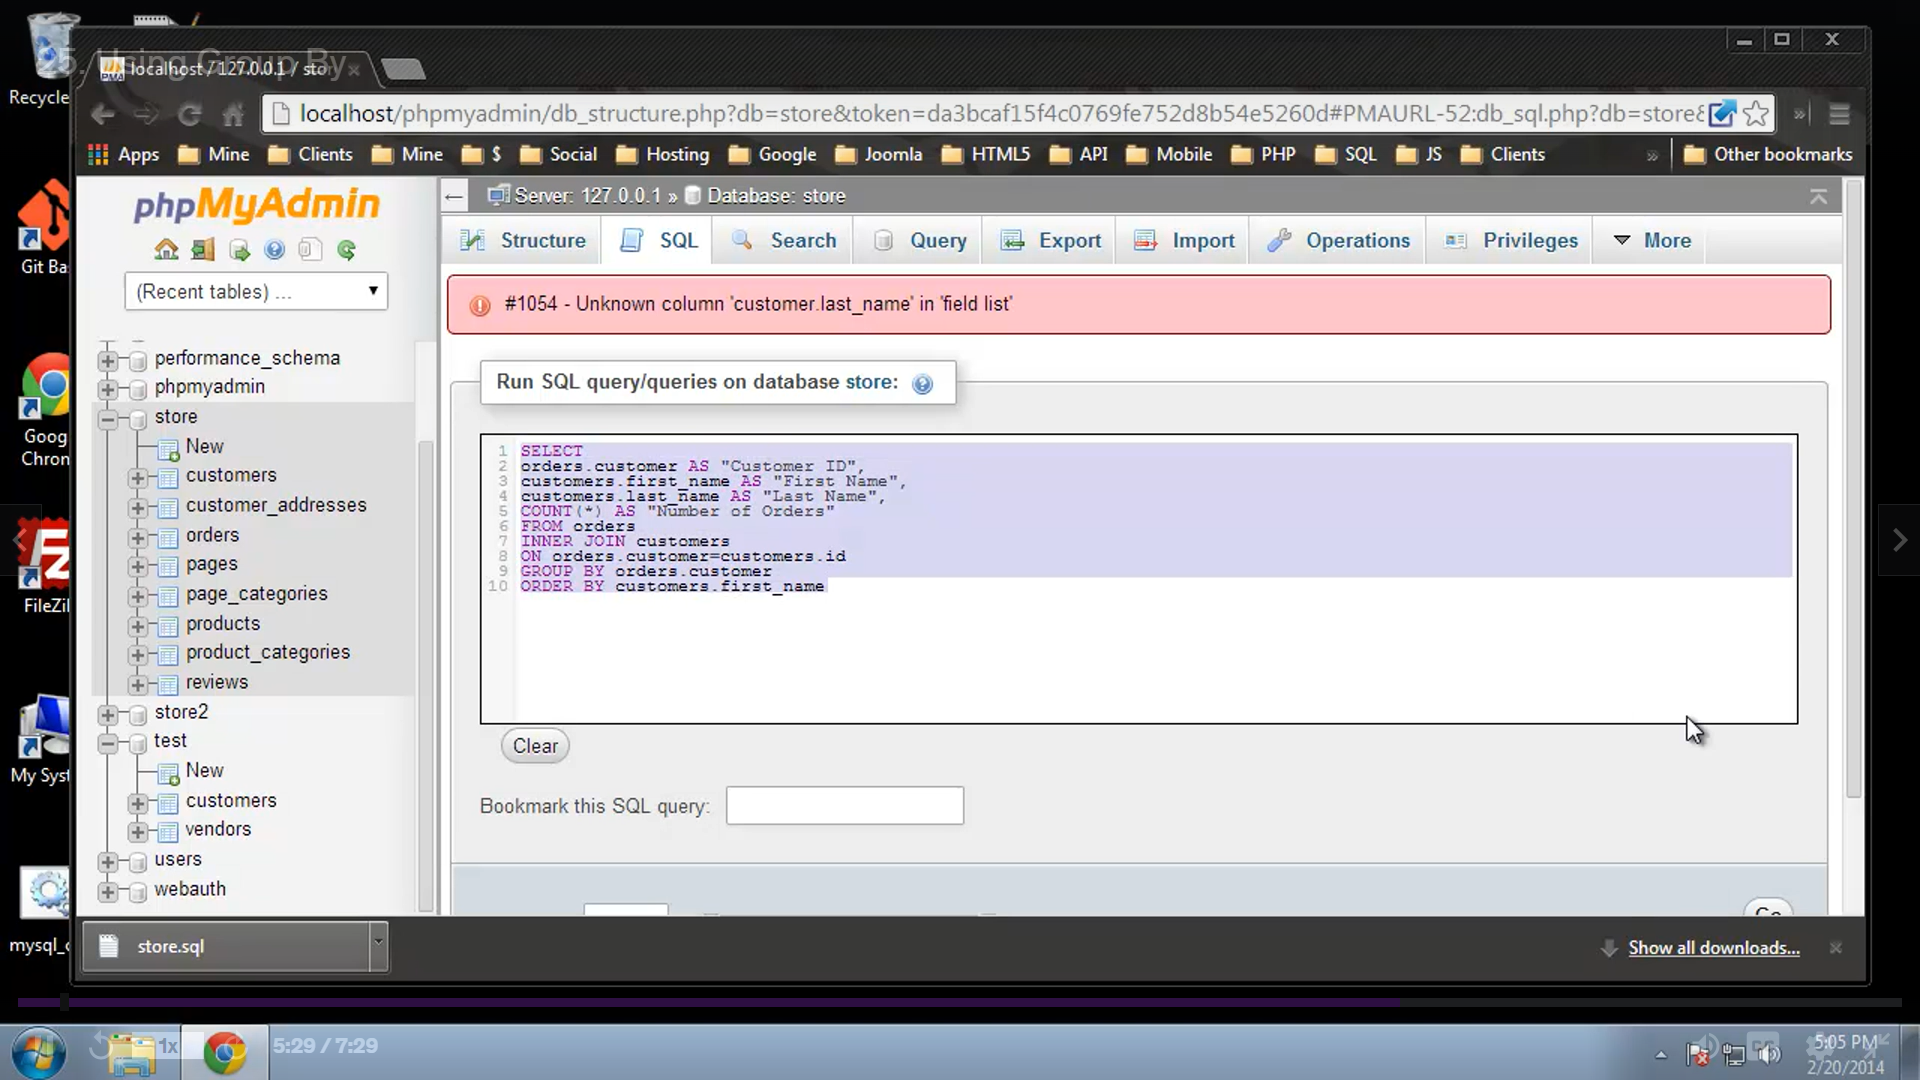 25. Using Group By
localhost / 127.0.0.1 / sto
localhost/phpmyadmin/db_structure.php?db=store&token=da3bcaf15f4c0769fe752d8b54e5260d#PMAURL-52:db_sql.php?db=store&
Apps Mine Clients Mine $ Social Hosting Google Joomla HTML5 API Mobile PHP SQL JS Clients » Other bookmarks
Recycle
Git Ba
Goog
Chron
FileZil
My Syst
mysql_c
phpMyAdmin
(Recent tables) ...
performance_schema
phpmyadmin
store
New
customers
customer_addresses
orders
pages
page_categories
products
product_categories
reviews
store2
test
New
customers
vendors
users
webauth
Server: 127.0.0.1 » Database: store
Structure SQL Search Query Export Import Operations Privileges More
#1054 - Unknown column 'customer.last_name' in 'field list'
Run SQL query/queries on database store:
1 SELECT
2 orders.customer AS "Customer ID",
3 customers.first_name AS "First Name",
4 customers.last_name AS "Last Name",
5 COUNT(*) AS "Number of Orders"
6 FROM orders
7 INNER JOIN customers
8 ON orders.customer=customers.id
9 GROUP BY orders.customer
10 ORDER BY customers.first_name
Clear
Bookmark this SQL query:
Go
store.sql
Show all downloads...
1x
5:29 / 7:29
5:05 PM
2/20/2014